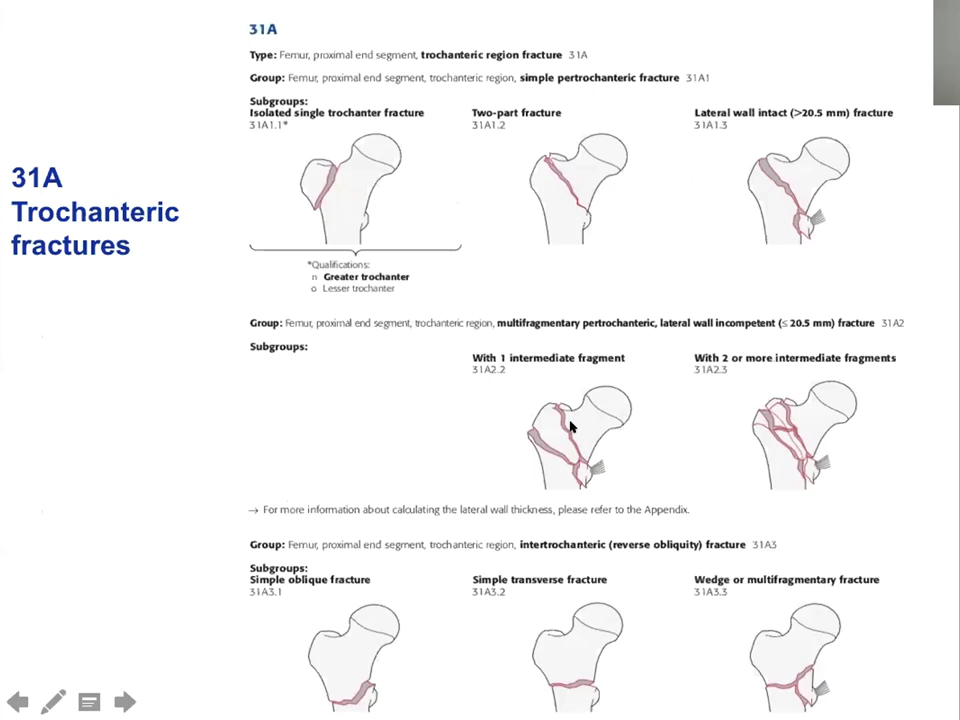 31A
Type: Femur, proximal end segment, trochanteric region fracture 31A
Group: Femur, proximal end segment, trochanteric region, simple pertrochanteric fracture 31A1
Subgroups:
Isolated single trochanter fracture
31A1.1*
Two-part fracture
31A1.2
Lateral wall intact (>20.5 mm) fracture
31A1.3
31A
Trochanteric
fractures
*Qualifications:
n Greater trochanter
o Lesser trochanter
Group: Femur, proximal end segment, trochanteric region, multifragmentary pertrochanteric, lateral wall incompetent (≤ 20.5 mm) fracture 31A2
Subgroups:
With 1 intermediate fragment
31A2.2
With 2 or more intermediate fragments
31A2.3
→ For more information about calculating the lateral wall thickness, please refer to the Appendix.
Group: Femur, proximal end segment, trochanteric region, intertrochanteric (reverse obliquity) fracture 31A3
Subgroups:
Simple oblique fracture
31A3.1
Simple transverse fracture
31A3.2
Wedge or multifragmentary fracture
31A3.3